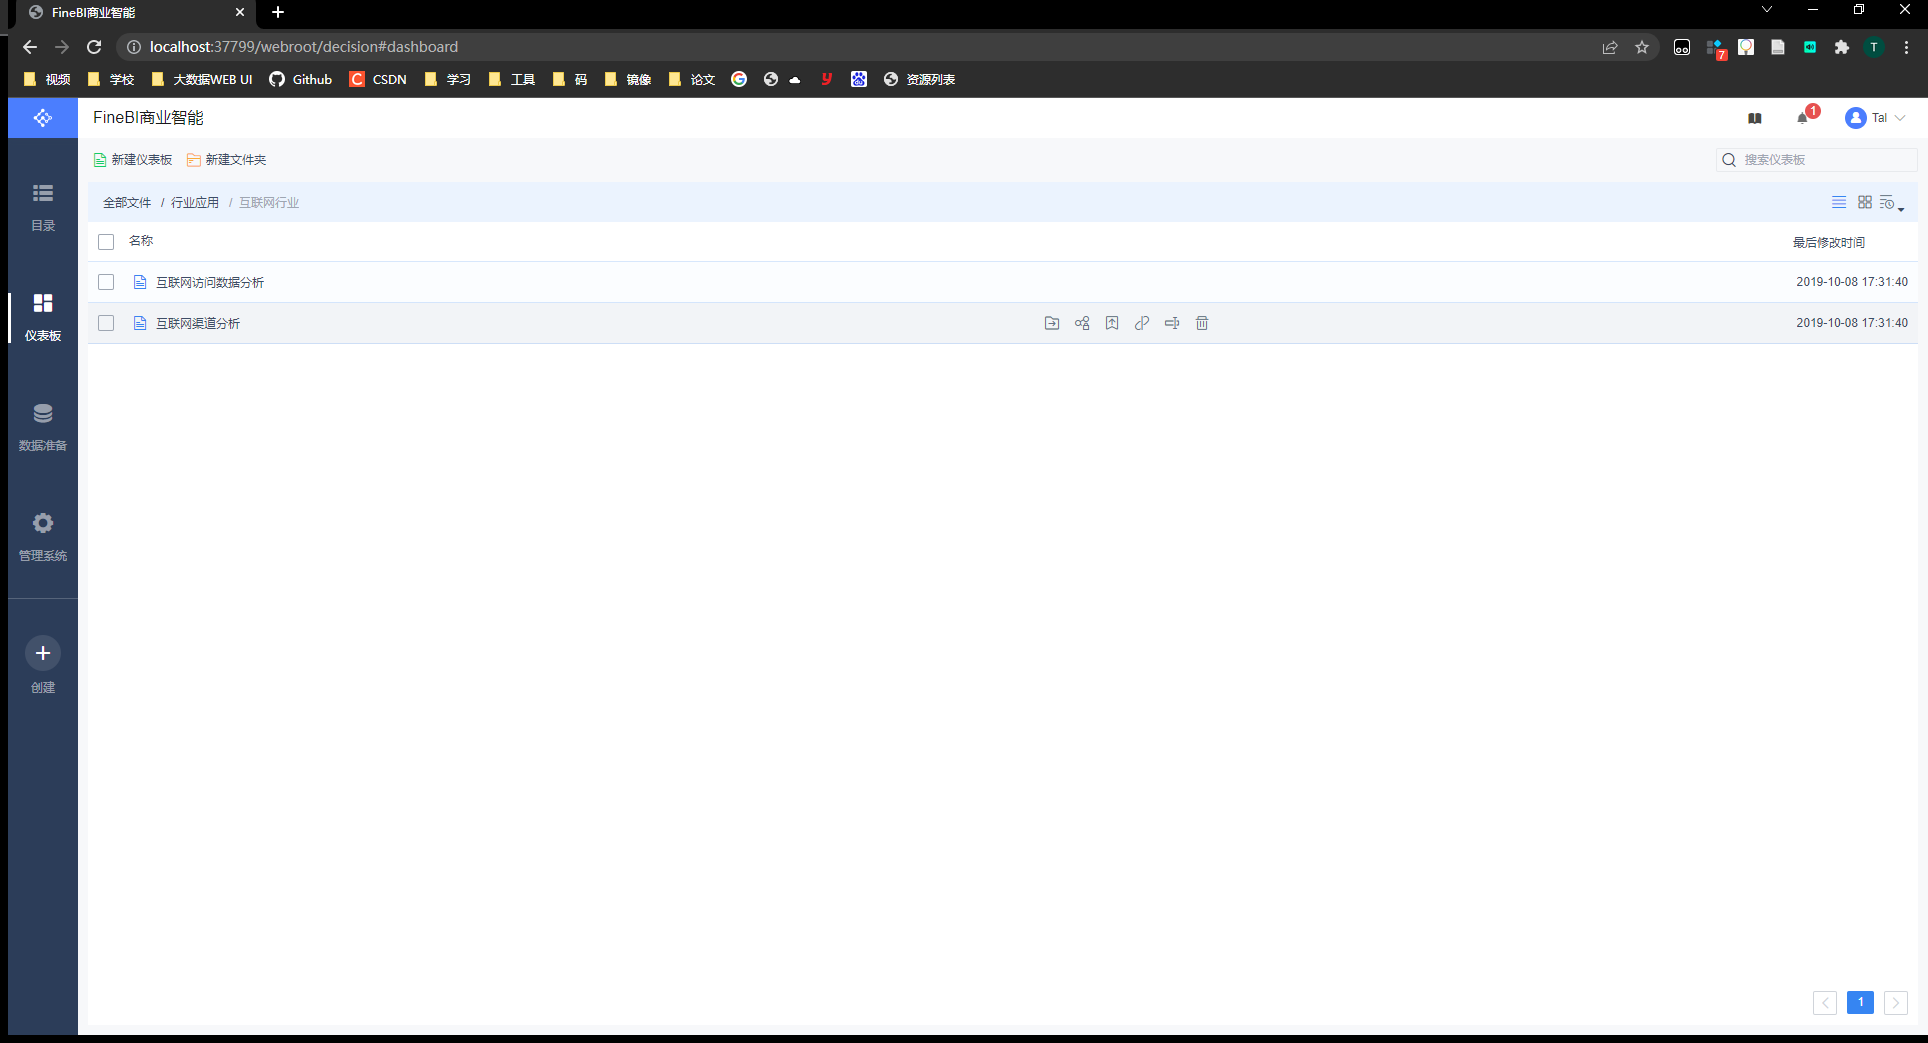 FineBI商业智能
localhost:37799/webroot/decision#dashboard
7
T
视频 学校 大数据WEB UI Github C CSDN 学习 工具 码 镜像 论文 G y 资源列表
FineBI商业智能 1 Tal
新建仪表板 新建文件夹 搜索仪表板
全部文件 / 行业应用 / 互联网行业
名称 最后修改时间
互联网访问数据分析 2019-10-08 17:31:40
互联网渠道分析 2019-10-08 17:31:40
目录
仪表板
数据准备
管理系统
创建
1